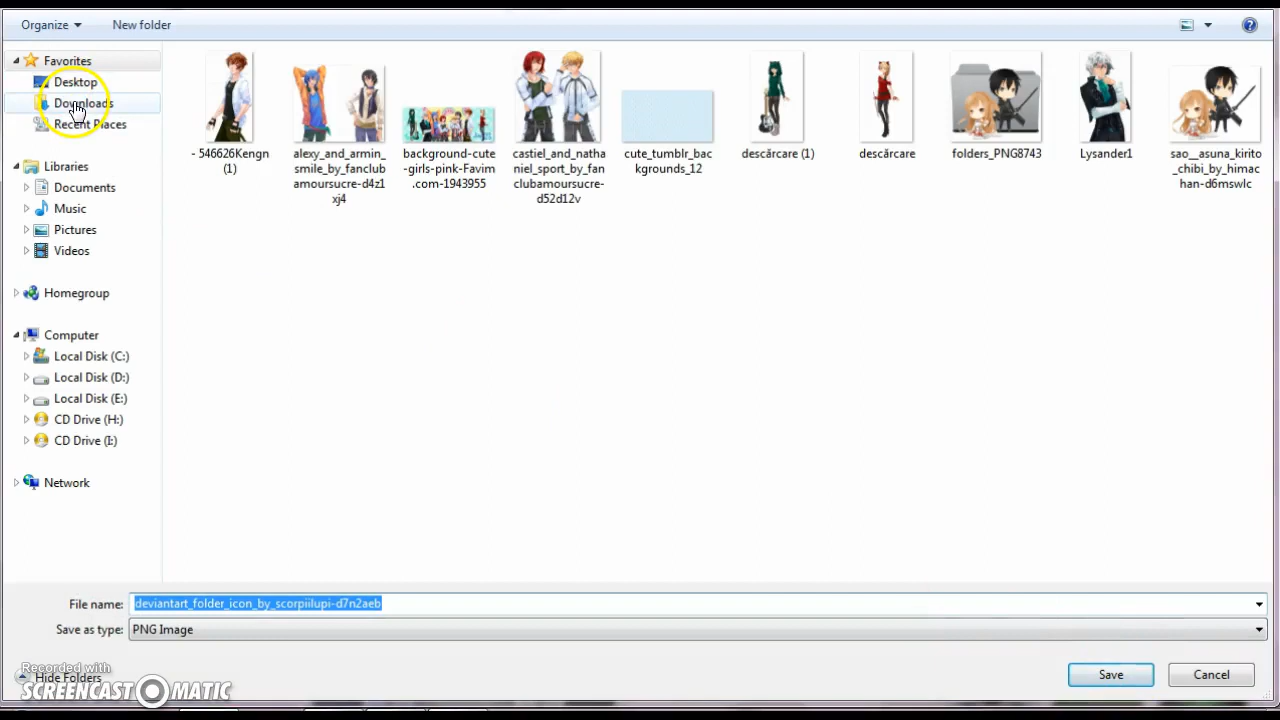 Organize
New folder
Favorites
Desktop
Downloads
Recent Places
Libraries
Documents
Music
Pictures
Videos
Homegroup
Computer
Local Disk (C:)
Local Disk (D:)
Local Disk (E:)
CD Drive (H:)
CD Drive (I:)
Network
- 546626Kengn
(1)
alexy_and_armin_
smile_by_fanclub
amoursucre-d4z1
xj4
background-cute
-girls-pink-Favim
.com-1943955
castiel_and_natha
niel_sport_by_fan
clubamoursucre-
d52d12v
cute_tumblr_bac
kgrounds_12
descărcare (1)
descărcare
folders_PNG8743
Lysander1
sao__asuna_kirito
_chibi_by_himac
han-d6mswlc
File name: deviantart_folder_icon_by_scorpiilupi-d7n2aeb
Save as type: PNG Image
Hide Folders
Save
Cancel
Recorded with
SCREENCAST MATIC